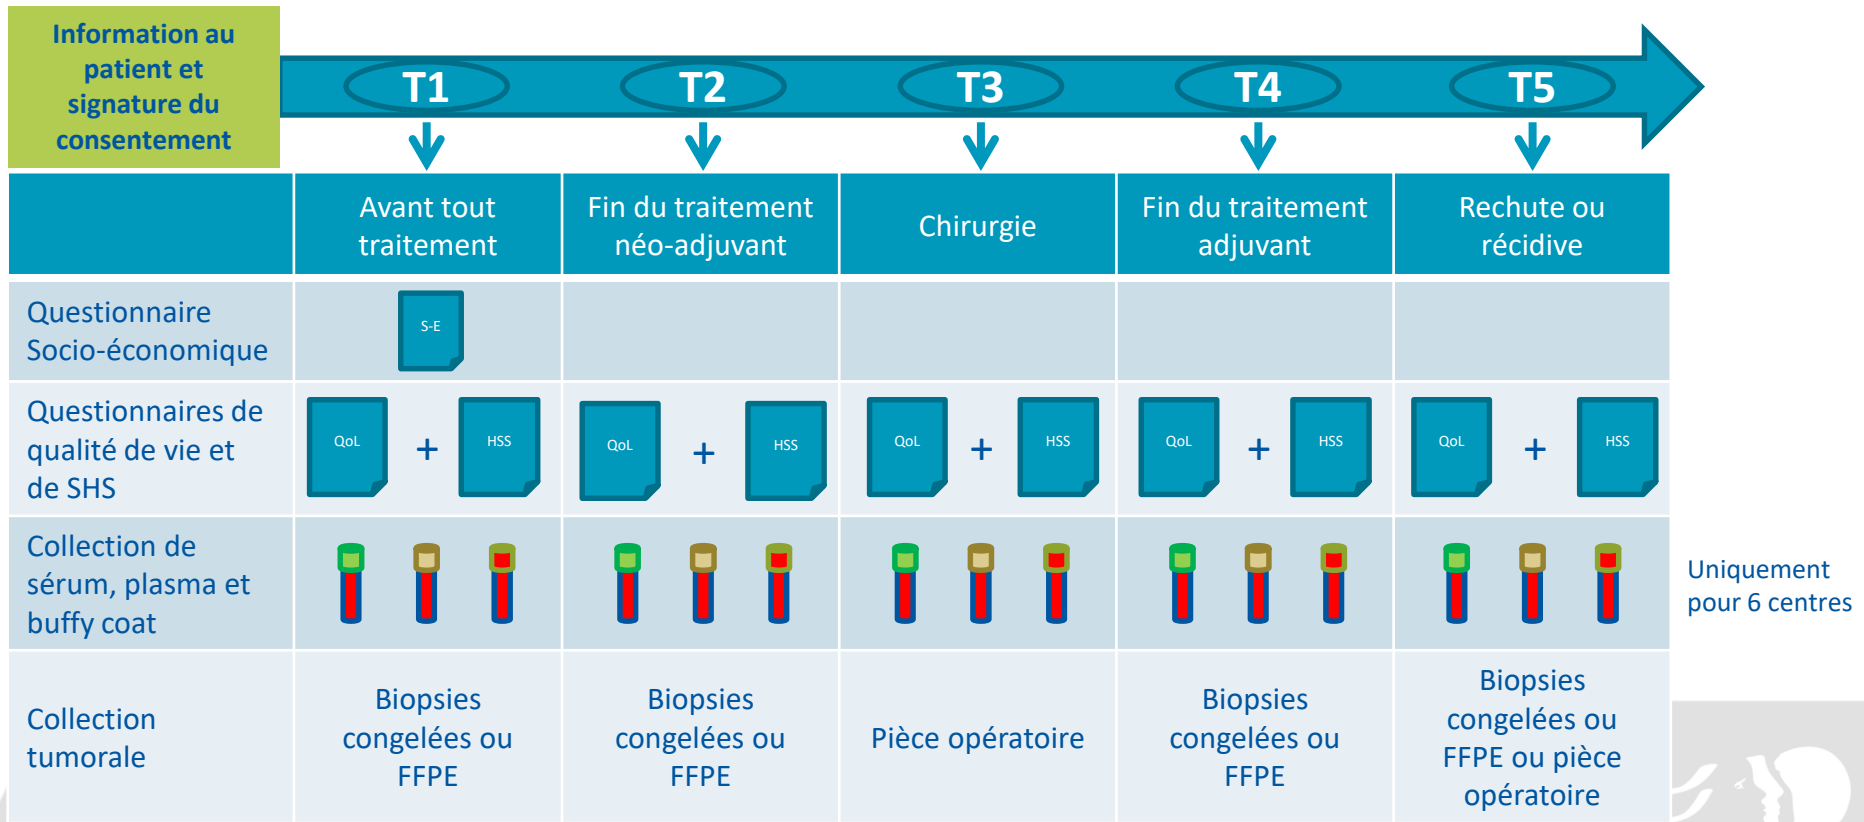 Information au
patient et
signature du
consentement
T1
T2
T3
T4
T5
Avant tout
traitement
Fin du traitement
néo-adjuvant
Chirurgie
Fin du traitement
adjuvant
Rechute ou
récidive
Questionnaire
Socio-économique
S-E
Questionnaires de
qualité de vie et
de SHS
QoL
+
HSS
QoL
+
HSS
QoL
+
HSS
QoL
+
HSS
QoL
+
HSS
Collection de
sérum, plasma et
buffy coat
Uniquement
pour 6 centres
Collection
tumorale
Biopsies
congelées ou
FFPE
Biopsies
congelées ou
FFPE
Pièce opératoire
Biopsies
congelées ou
FFPE
Biopsies
congelées ou
FFPE ou pièce
opératoire